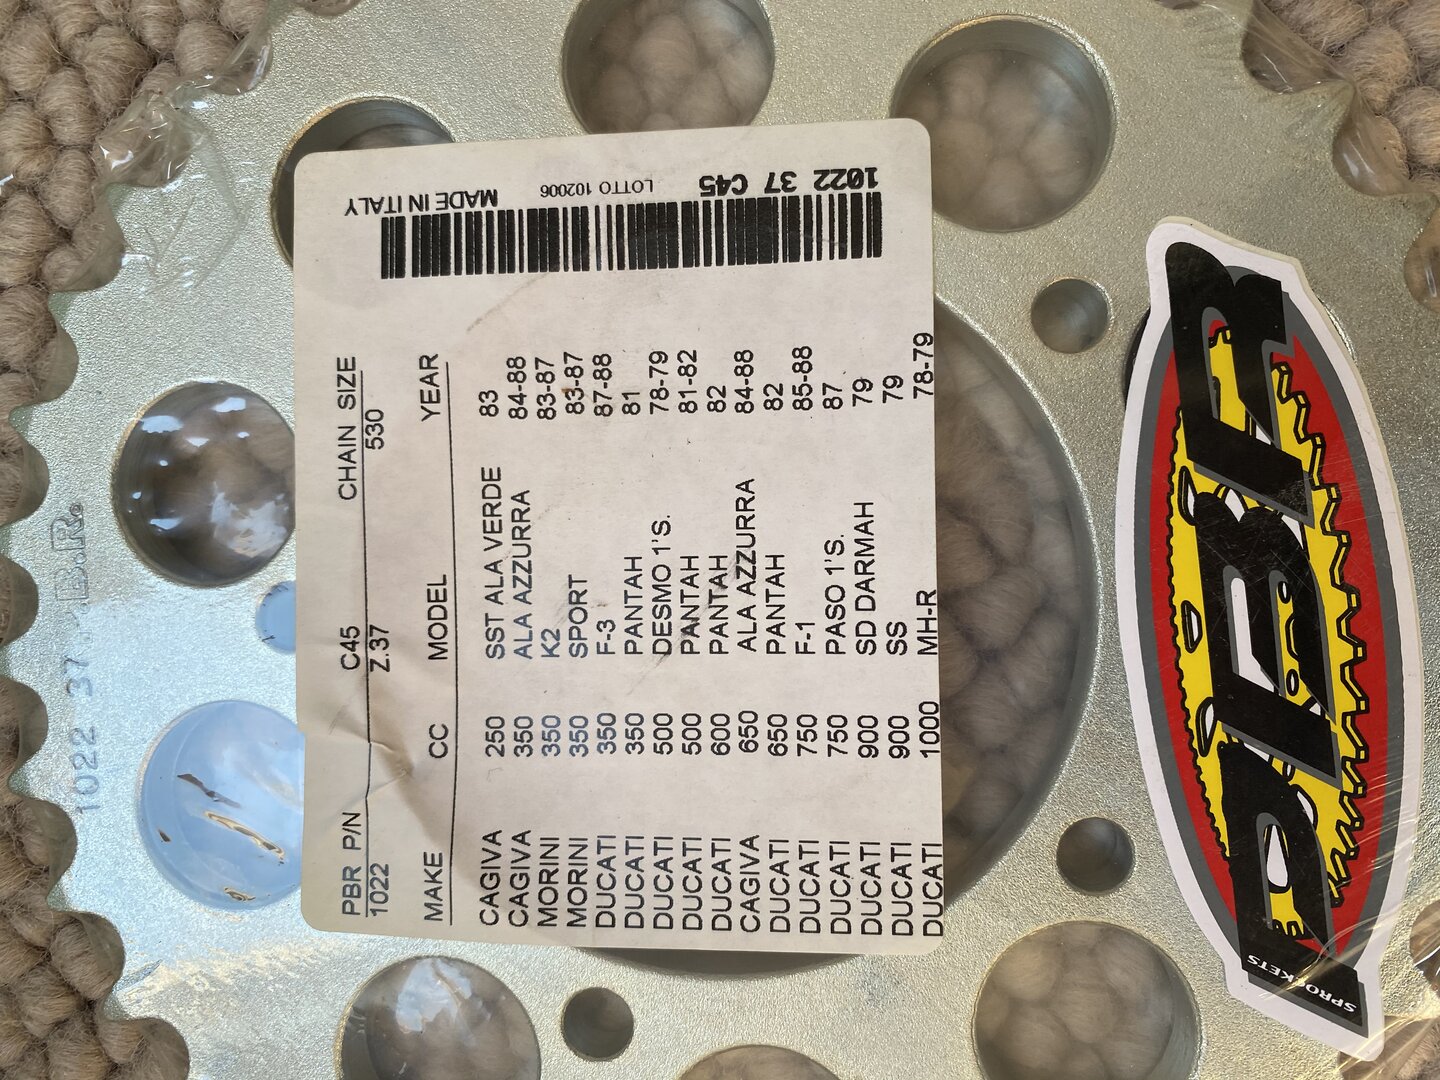 PBR P/N C45 CHAIN SIZE
1022 Z.37 530
MAKE CC MODEL YEAR
CAGIVA 250 SST ALA VERDE 83
CAGIVA 350 ALA AZZURRA 84-88
MORINI 350 K2 83-87
MORINI 350 SPORT 83-87
DUCATI 350 F-3 87-88
DUCATI 350 PANTAH 81
DUCATI 500 DESMO 1'S. 78-79
DUCATI 500 PANTAH 81-82
DUCATI 600 PANTAH 82
CAGIVA 650 ALA AZZURRA 84-88
DUCATI 650 PANTAH 82
DUCATI 750 F-1 85-88
DUCATI 750 PASO 1'S. 87
DUCATI 900 SD DARMAH 79
DUCATI 900 SS 79
DUCATI 1000 MH-R 78-79
1022 37 C45
LOTTO 102006
MADE IN ITALY
1022 37 P.B.R.
PBR
SPROCKETS